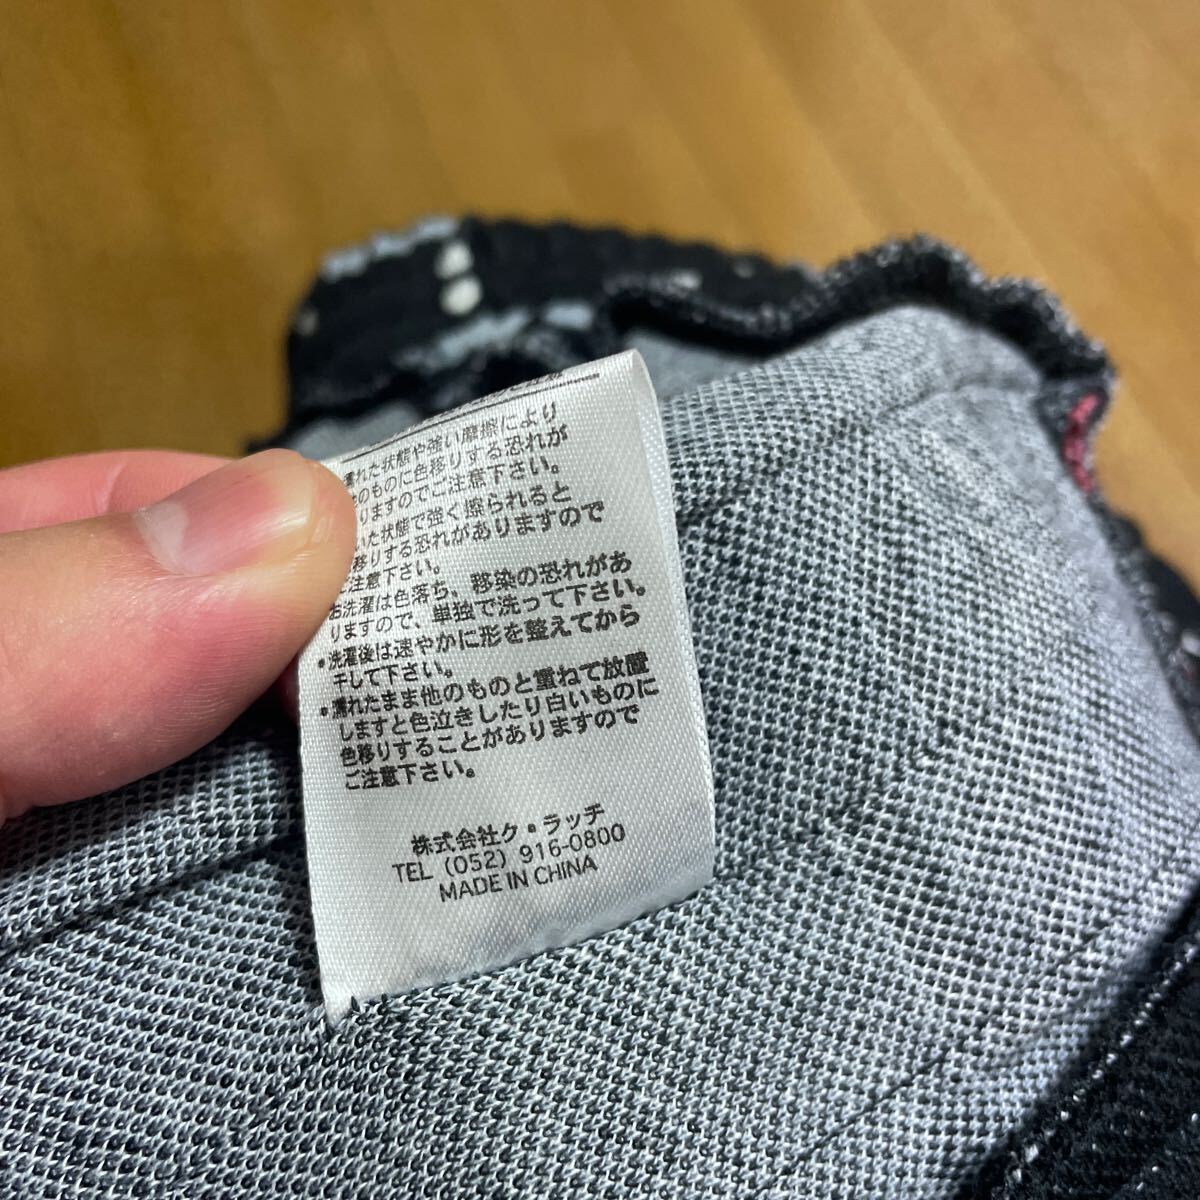 濡れた状態や強い摩擦により
のものに色移りする恐れが
りますのでご注意下さい。
いた状態で強く擦られると
移りする恐れがありますので
注意下さい。
お洗濯は色落ち、移染の恐れがあ
りますので、単独で洗って下さい。
・洗濯後は速やかに形を整えてから
干して下さい。
・濡れたまま他のものと重ねて放置
しますと色泣きしたり白いものに
色移りすることがありますので
ご注意下さい。
株式会社ク・ラッチ
TEL (052) 916-0800
MADE IN CHINA